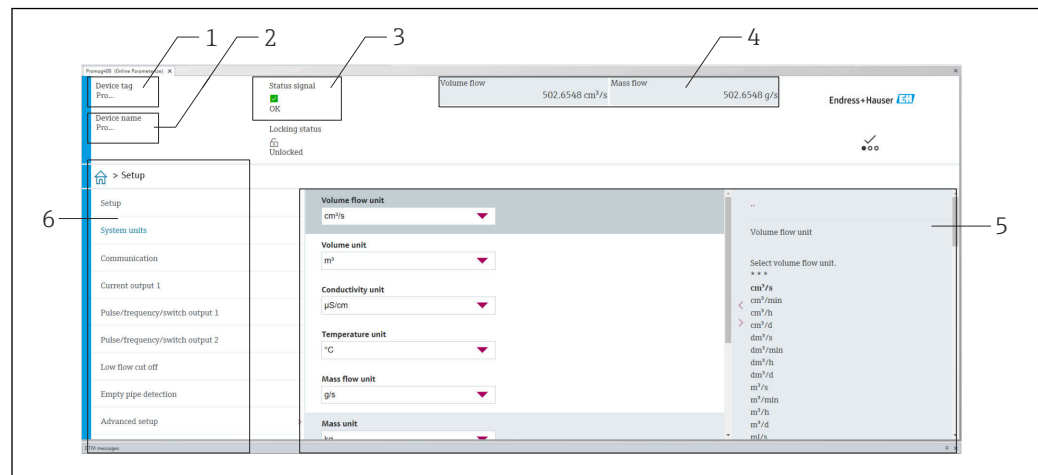 1
2
3
4
Promag400 (Online Parameterize) ×
Device tag
Pro...
Status signal
OK
Volume flow
502.6548 cm³/s
Mass flow
502.6548 g/s
Endress+Hauser EH
Device name
Pro...
Locking status
Unlocked
> Setup
6
5
Setup
System units
Communication
Current output 1
Pulse/frequency/switch output 1
Pulse/frequency/switch output 2
Low flow cut off
Empty pipe detection
Advanced setup >
Volume flow unit
cm³/s
Volume unit
m³
Conductivity unit
µS/cm
Temperature unit
°C
Mass flow unit
g/s
Mass unit
kg
..
Volume flow unit
Select volume flow unit.
* * *
cm³/s
cm³/min
cm³/h
cm³/d
dm³/s
dm³/min
dm³/h
dm³/d
m³/s
m³/min
m³/h
m³/d
ml/s
DTM messages